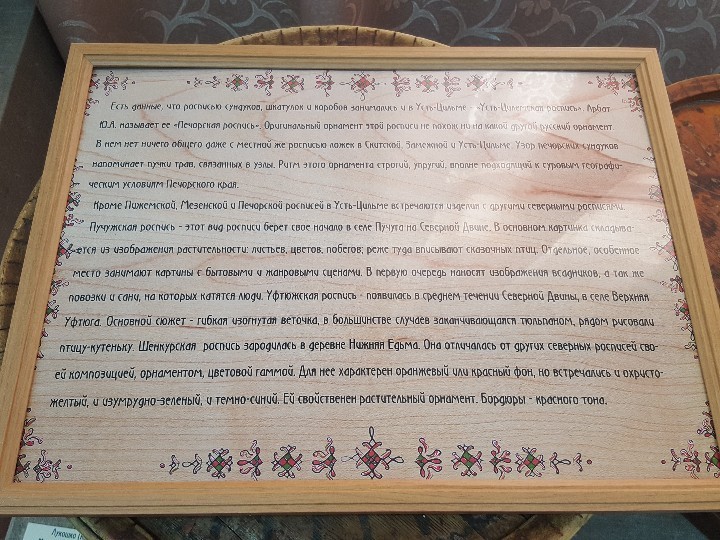 Есть данные, что росписью сундуков, шкатулок и коробов занимались и в Усть-Цильме - «Усть-Цилемская роспись». Арбат
Ю.А. называет ее «Печорская роспись». Оригинальный орнамент этой росписи не похож ни на какой другой русский орнамент.
В нем нет ничего общего даже с местной же росписью ложек в Скитской, Замежной и Усть-Цильме. Узор печорских сундуков
напоминает пучки трав, связанных в узлы. Ритм этого орнамента строгий, упругий, вполне подходящий к суровым географи-
ческим условиям Печорского края.
Кроме Пижемской, Мезенской и Печорской росписей в Усть-Цильме встречаются изделия с другими северными росписями.
Пучужская роспись - этот вид росписи берет свое начало в селе Пучуга на Северной Двине. В основном картинка складыва-
ется из изображения растительности: листьев, цветов, побегов; реже туда вписывают сказочных птиц. Отдельное, особенное
место занимают картины с бытовыми и жанровыми сценами. В первую очередь наносят изображения всадников, а так же
повозки и сани, на которых катятся люди. Уфтюжская роспись - появилась в среднем течении Северной Двины, в селе Верхняя
Уфтюга. Основной сюжет - гибкая изогнутая веточка, в большинстве случаев заканчивающаяся тюльпаном, рядом рисовали
птицу-кутеньку. Шенкурская роспись зародилась в деревне Нижняя Едьма. Она отличалась от других северных росписей сво-
ей композицией, орнаментом, цветовой гаммой. Для нее характерен оранжевый или красный фон, но встречались и охристо-
желтый, и изумрудно-зеленый, и темно-синий. Ей свойственен растительный орнамент. Бордюры - красного тона.
Лукошко